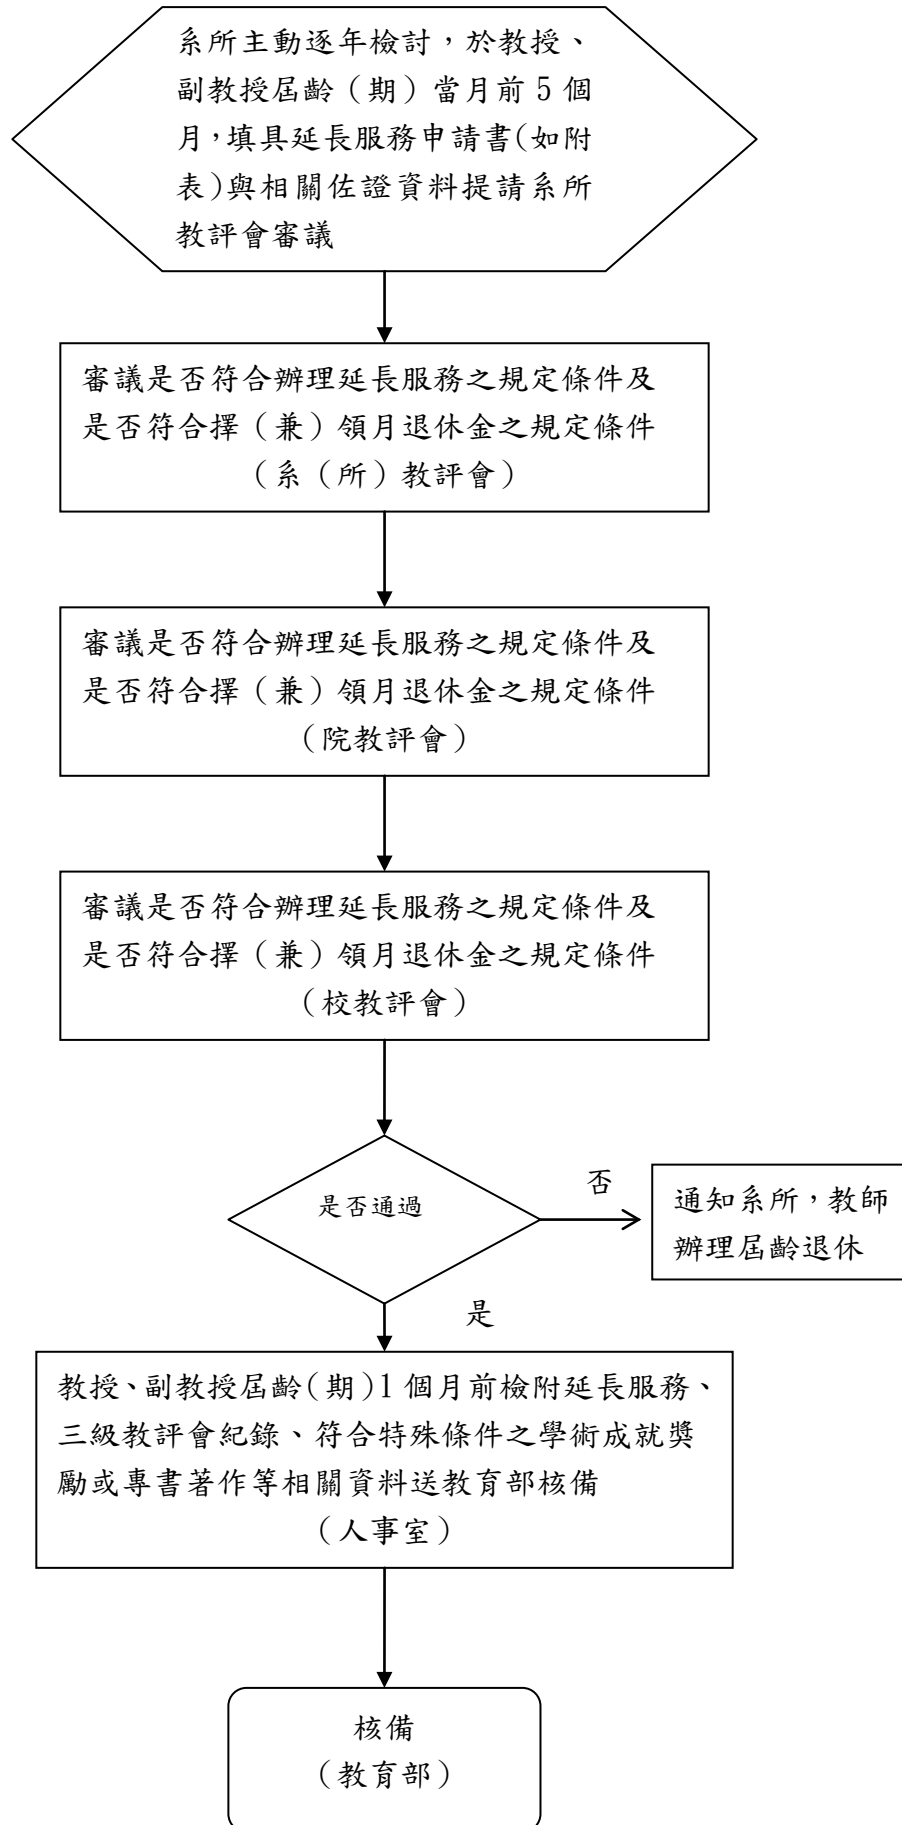 系所主動逐年檢討，於教授、
副教授屆齡（期）當月前 5 個
月，填具延長服務申請書(如附
表)與相關佐證資料提請系所
教評會審議
審議是否符合辦理延長服務之規定條件及
是否符合擇（兼）領月退休金之規定條件
（系（所）教評會）
審議是否符合辦理延長服務之規定條件及
是否符合擇（兼）領月退休金之規定條件
（院教評會）
審議是否符合辦理延長服務之規定條件及
是否符合擇（兼）領月退休金之規定條件
（校教評會）
是否通過
否
通知系所，教師
辦理屆齡退休
是
教授、副教授屆齡(期)1 個月前檢附延長服務、
三級教評會紀錄、符合特殊條件之學術成就獎
勵或專書著作等相關資料送教育部核備
（人事室）
核備
（教育部）